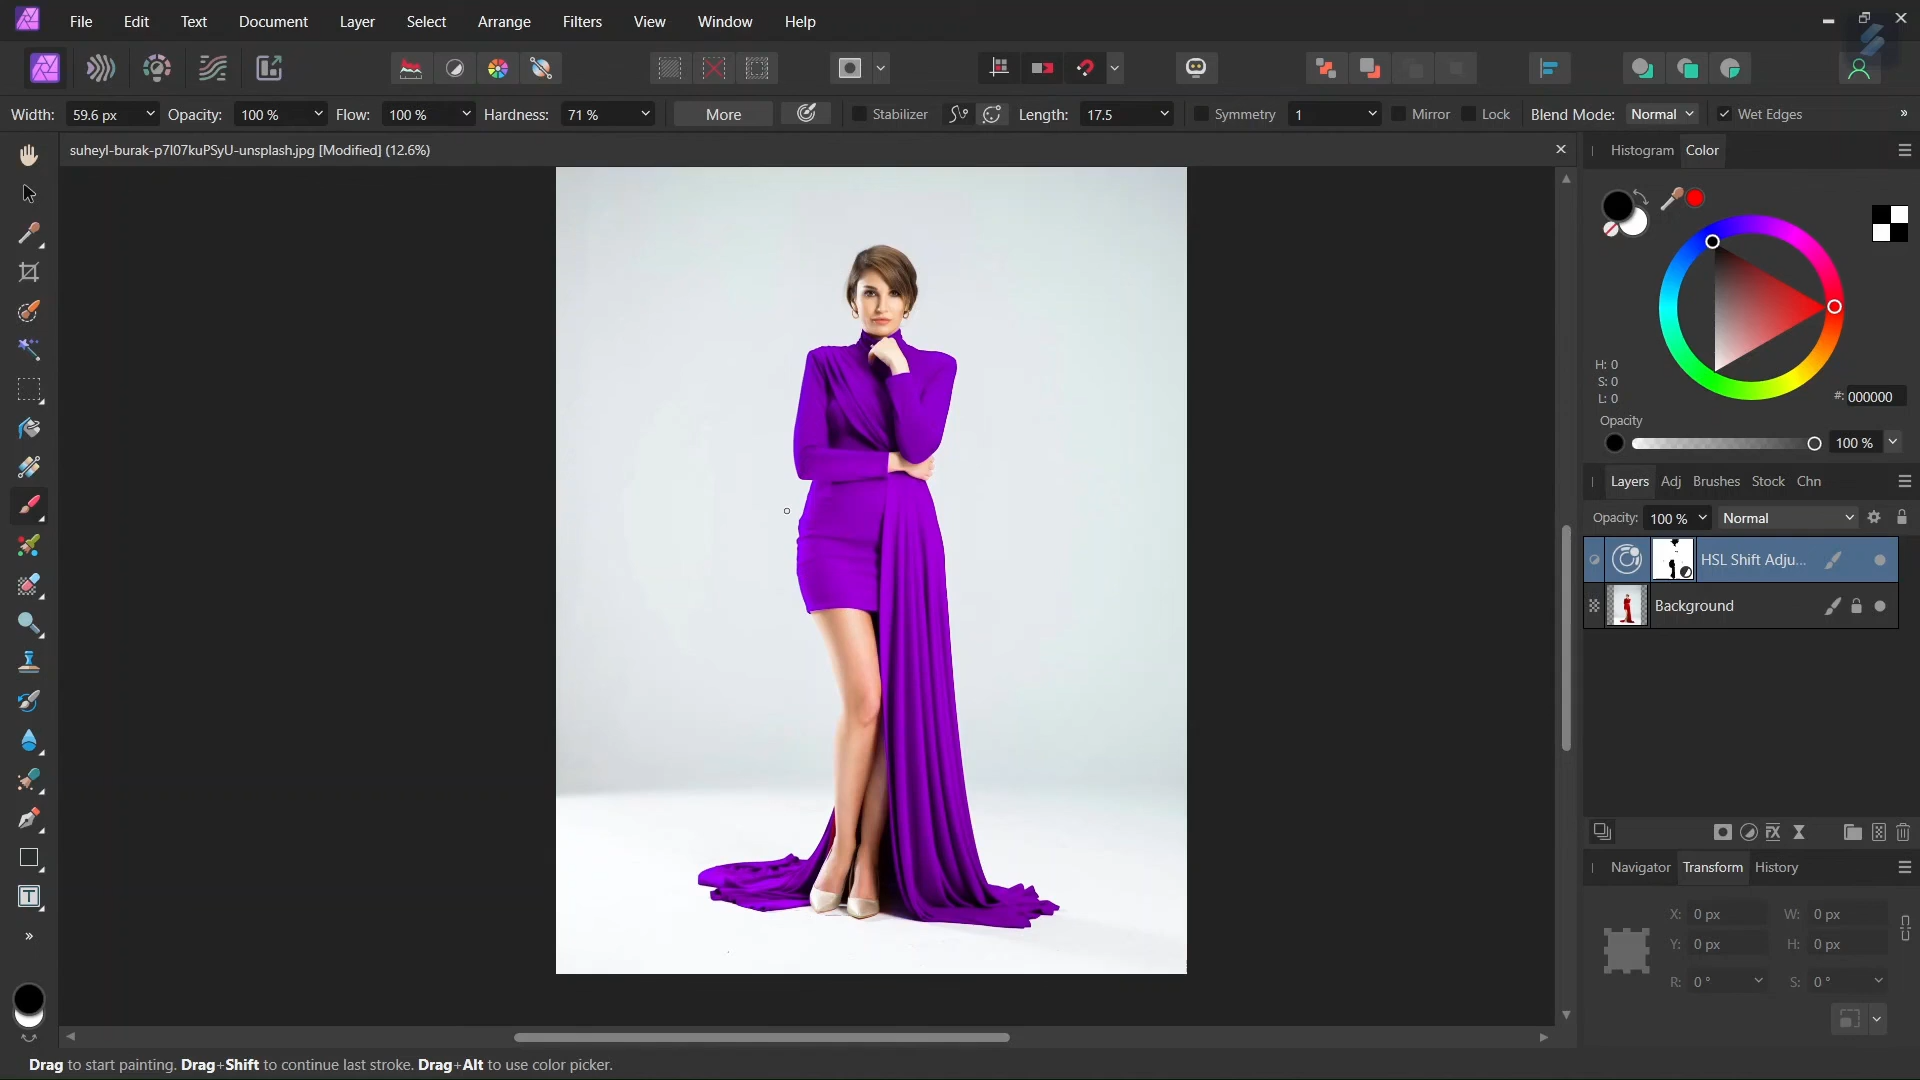 File Edit Text Document Layer Select Arrange Filters View Window Help
Width: 59.6 px Opacity: 100 % Flow: 100 % Hardness: 71 % More Stabilizer Length: 17.5 Symmetry 1 Mirror Lock Blend Mode: Normal Wet Edges »
suheyl-burak-p7l07kuPSyU-unsplash.jpg [Modified] (12.6%)
Histogram Color
H: 0
S: 0
L: 0
#: 000000
Opacity
100 %
Layers Adj Brushes Stock Chn
Opacity: 100 % Normal
HSL Shift Adju...
Background
FX
Navigator Transform History
X: 0 px W: 0 px
Y: 0 px H: 0 px
R: 0 ° S: 0 °
T
»
Drag to start painting. Drag+Shift to continue last stroke. Drag+Alt to use color picker.